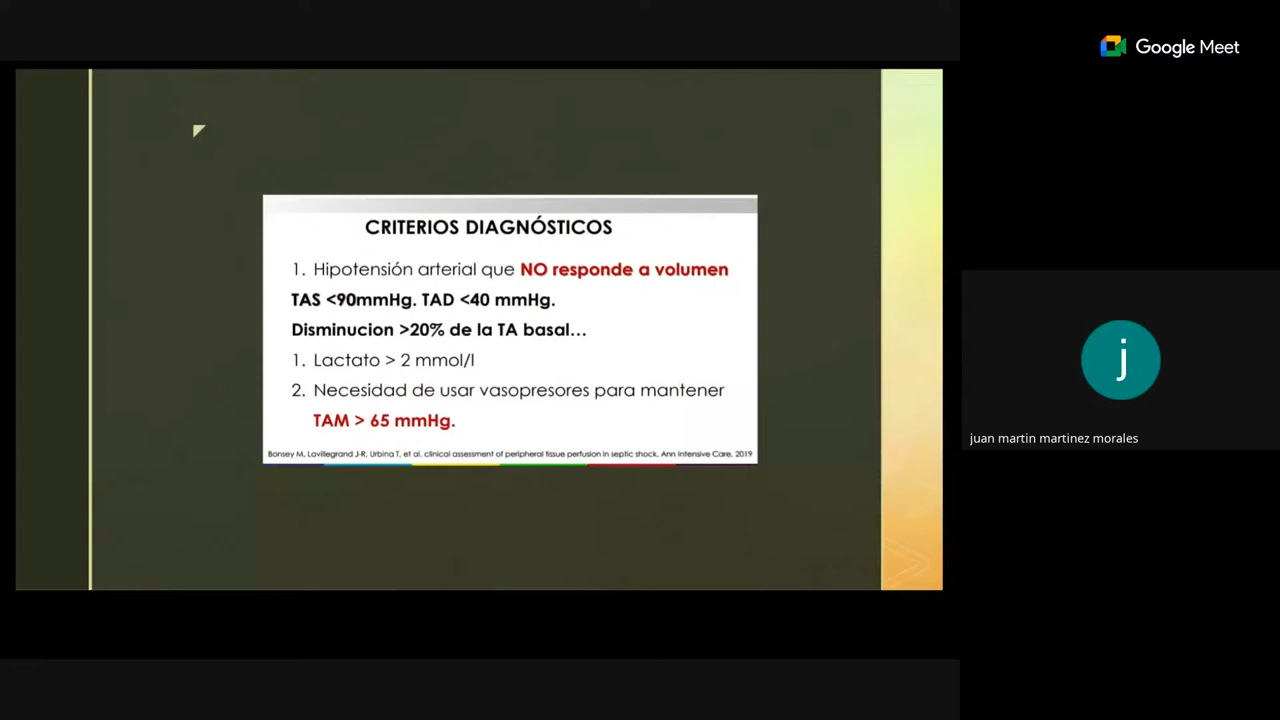 Google Meet
CRITERIOS DIAGNÓSTICOS
1. Hipotensión arterial que NO responde a volumen
TAS <90mmHg. TAD <40 mmHg.
Disminucion >20% de la TA basal...
1. Lactato > 2 mmol/l
2. Necesidad de usar vasopresores para mantener
TAM > 65 mmHg.
Bonsey M, Lavillegrand J-R, Urbina T, et al. clinical assessment of peripheral tissue perfusion in septic shock. Ann Intensive Care. 2019
j
juan martin martinez morales